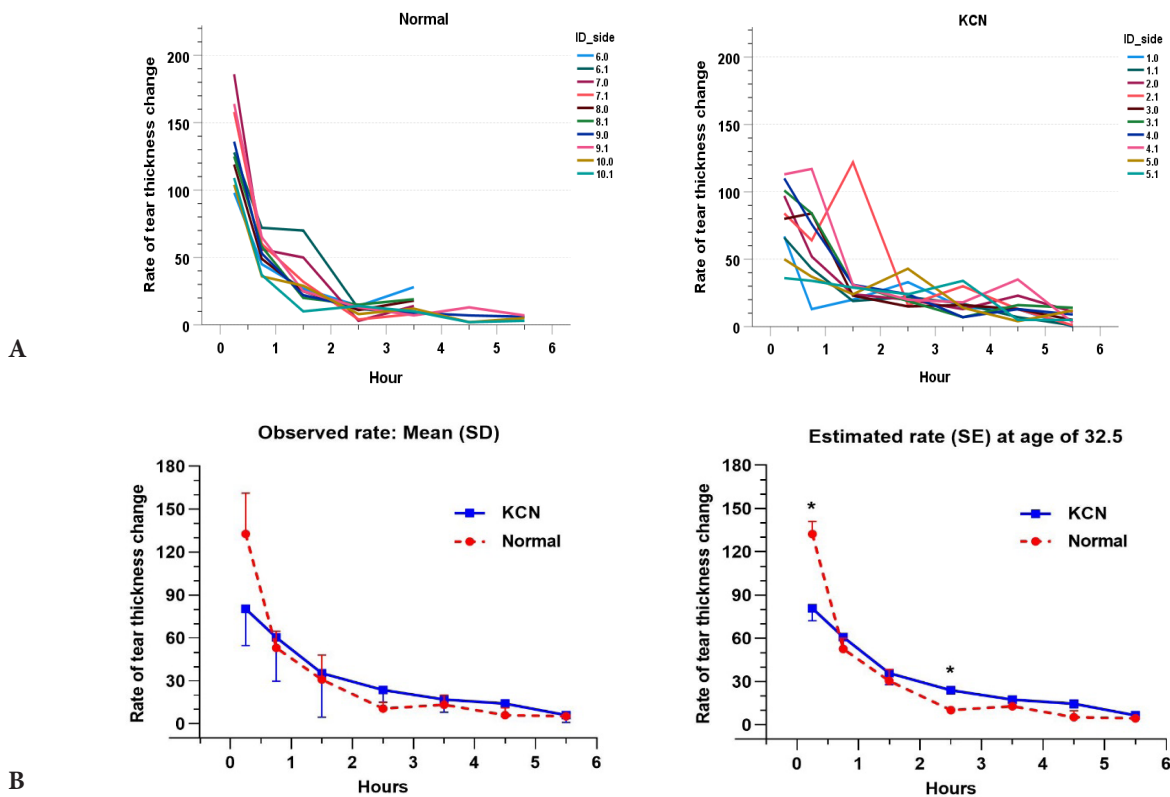 Normal
Rate of tear thickness change
200
150
100
50
0
0 1 2 3 4 5 6
Hour
ID_side
6.0
6.1
7.0
7.1
8.0
8.1
9.0
9.1
10.0
10.1
KCN
Rate of tear thickness change
200
150
100
50
0
0 1 2 3 4 5 6
Hour
ID_side
1.0
1.1
2.0
2.1
3.0
3.1
4.0
4.1
5.0
5.1
A
Observed rate: Mean (SD)
Rate of tear thickness change
180
150
120
90
60
30
0
0 1 2 3 4 5 6
Hours
KCN
Normal
Estimated rate (SE) at age of 32.5
Rate of tear thickness change
180
150
120
90
60
30
0
0 1 2 3 4 5 6
Hours
*
*
KCN
Normal
B